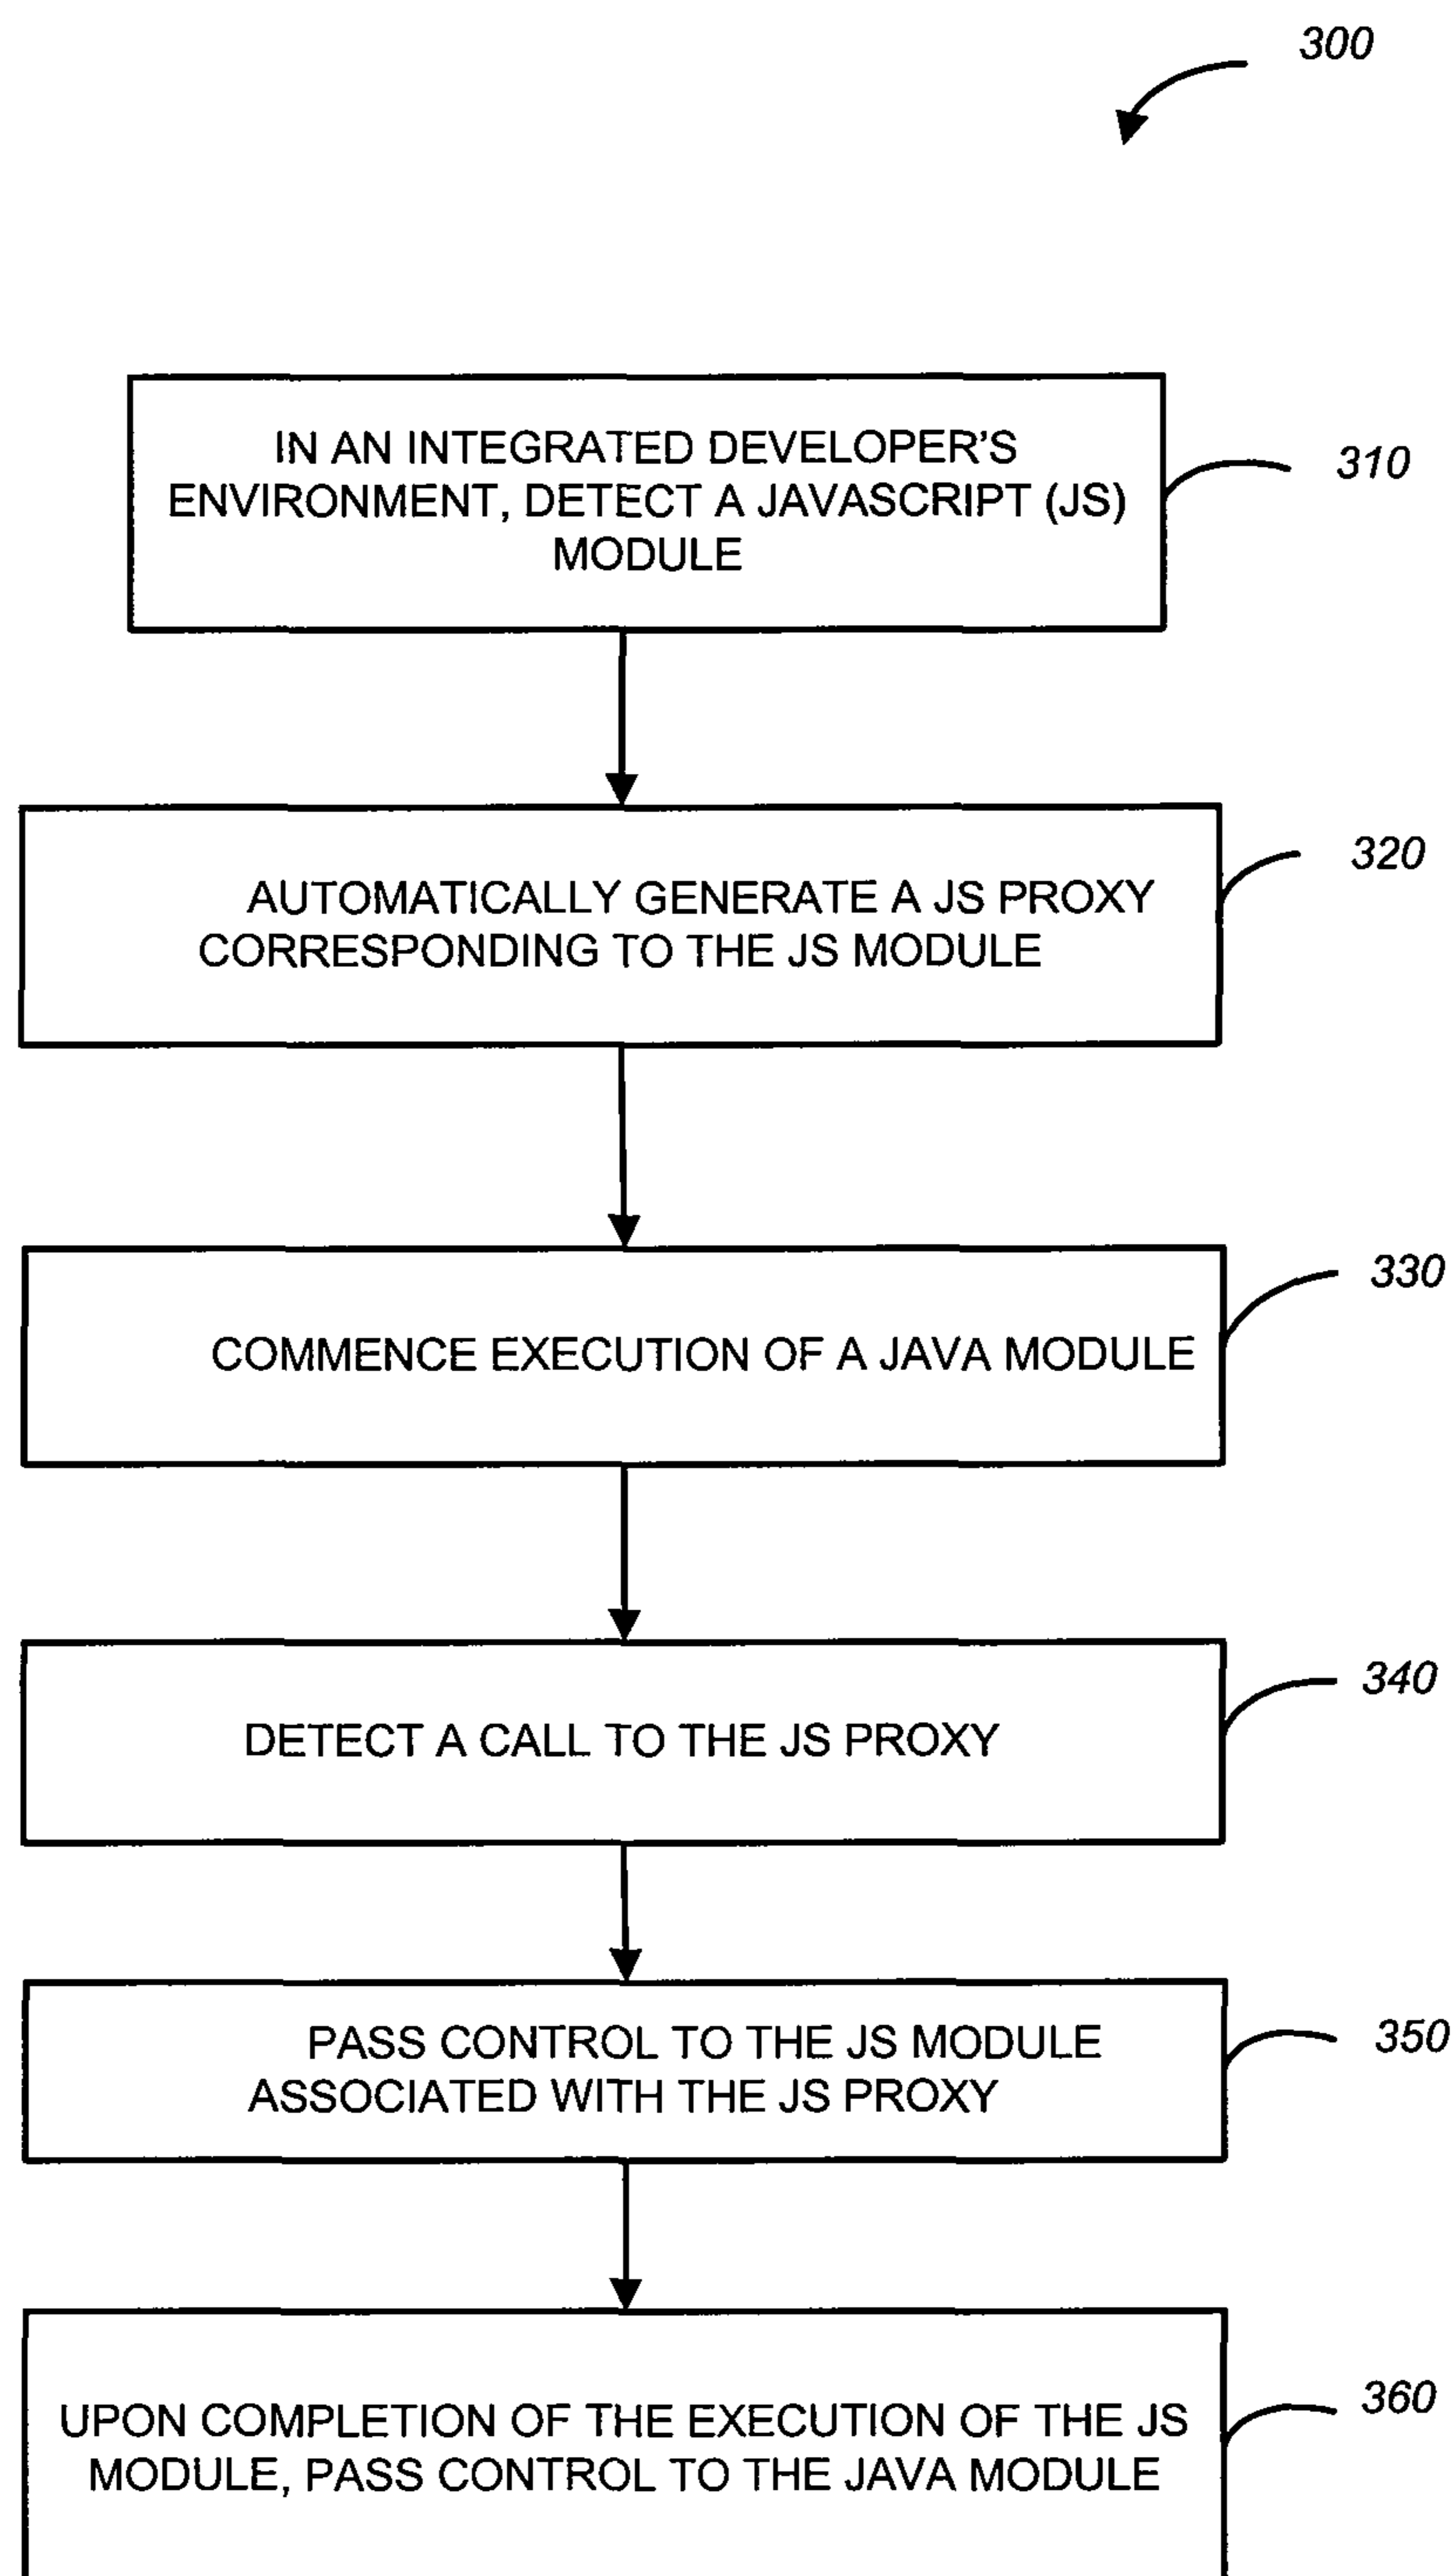 300
IN AN INTEGRATED DEVELOPER'S
ENVIRONMENT, DETECT A JAVASCRIPT (JS)
MODULE
310
AUTOMATICALLY GENERATE A JS PROXY
CORRESPONDING TO THE JS MODULE
320
COMMENCE EXECUTION OF A JAVA MODULE
330
DETECT A CALL TO THE JS PROXY
340
PASS CONTROL TO THE JS MODULE
ASSOCIATED WITH THE JS PROXY
350
UPON COMPLETION OF THE EXECUTION OF THE JS
MODULE, PASS CONTROL TO THE JAVA MODULE
360